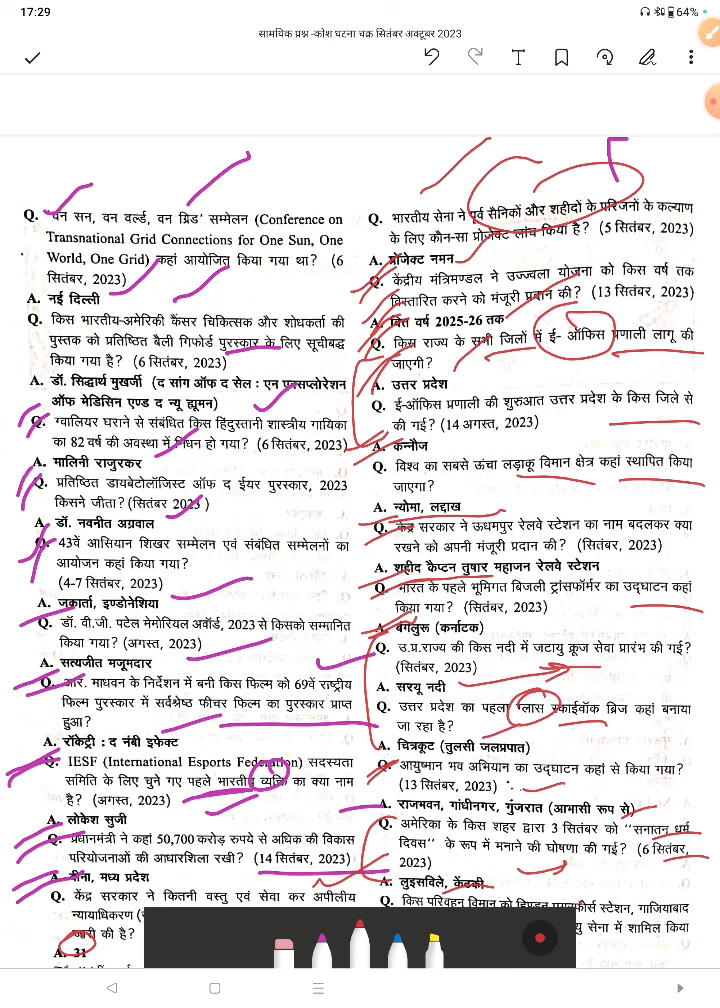 17:29
64%
सामयिक प्रश्न -कोश घटना चक्र सितंबर अक्टूबर 2023
Q. 'वन सन, वन वर्ल्ड, वन ग्रिड' सम्मेलन (Conference on
Transnational Grid Connections for One Sun, One
World, One Grid) कहां आयोजित किया गया था? (6
सितंबर, 2023)
A. नई दिल्ली
Q. किस भारतीय-अमेरिकी कैंसर चिकित्सक और शोधकर्ता की
पुस्तक को प्रतिष्ठित बैली गिफोर्ड पुरस्कार के लिए सूचीबद्ध
किया गया है? (6 सितंबर, 2023)
A. डॉ. सिद्धार्थ मुखर्जी (द सांग ऑफ द सेल : एन एक्सप्लोरेशन
ऑफ मेडिसिन एण्ड द न्यू ह्यूमन)
Q. ग्वालियर घराने से संबंधित किस हिंदुस्तानी शास्त्रीय गायिका
का 82 वर्ष की अवस्था में निधन हो गया? (6 सितंबर, 2023)
A. मालिनी राजुरकर
Q. प्रतिष्ठित डायबेटोलॉजिस्ट ऑफ द ईयर पुरस्कार, 2023
किसने जीता? (सितंबर 2023 )
A. डॉ. नवनीत अग्रवाल
Q. 43वें आसियान शिखर सम्मेलन एवं संबंधित सम्मेलनों का
आयोजन कहां किया गया?
(4-7 सितंबर, 2023)
A. जकार्ता, इण्डोनेशिया
Q. डॉ. वी.जी. पटेल मेमोरियल अवॉर्ड, 2023 से किसको सम्मानित
किया गया? (अगस्त, 2023)
A. सत्यजीत मजूमदार
Q. आर. माधवन के निर्देशन में बनी किस फिल्म को 69वें राष्ट्रीय
फिल्म पुरस्कार में सर्वश्रेष्ठ फीचर फिल्म का पुरस्कार प्राप्त
हुआ?
A. रॉकेट्री : द नंबी इफेक्ट
Q. IESF (International Esports Federation) सदस्यता
समिति के लिए चुने गए पहले भारतीय व्यक्ति का क्या नाम
है? (अगस्त, 2023)
A. लोकेश सुजी
Q. प्रधानमंत्री ने कहां 50,700 करोड़ रुपये से अधिक की विकास
परियोजनाओं की आधारशिला रखी? (14 सितंबर, 2023)
A. बीना, मध्य प्रदेश
Q. केंद्र सरकार ने कितनी वस्तु एवं सेवा कर अपीलीय
न्यायाधिकरण
जारी की है?
A. 31
Q. भारतीय सेना ने पूर्व सैनिकों और शहीदों के परिजनों के कल्याण
के लिए कौन-सा प्रोजेक्ट लांच किया है? (5 सितंबर, 2023)
A. प्रोजेक्ट नमन
Q. केंद्रीय मंत्रिमण्डल ने उज्ज्वला योजना को किस वर्ष तक
विस्तारित करने को मंजूरी प्रदान की? (13 सितंबर, 2023)
A. वित्त वर्ष 2025-26 तक
Q. किस राज्य के सभी जिलों में ई- ऑफिस प्रणाली लागू की
जाएगी?
A. उत्तर प्रदेश
Q. ई-ऑफिस प्रणाली की शुरुआत उत्तर प्रदेश के किस जिले से
की गई? (14 अगस्त, 2023)
A. कन्नौज
Q. विश्व का सबसे ऊंचा लड़ाकू विमान क्षेत्र कहां स्थापित किया
जाएगा?
A. न्योमा, लद्दाख
Q. केंद्र सरकार ने ऊधमपुर रेलवे स्टेशन का नाम बदलकर क्या
रखने को अपनी मंजूरी प्रदान की? (सितंबर, 2023)
A. शहीद कैप्टन तुषार महाजन रेलवे स्टेशन
Q. भारत के पहले भूमिगत बिजली ट्रांसफॉर्मर का उद्घाटन कहां
किया गया? (सितंबर, 2023)
A. बंगलुरू (कर्नाटक)
Q. उ.प्र.राज्य की किस नदी में जटायु क्रूज सेवा प्रारंभ की गई?
(सितंबर, 2023)
A. सरयू नदी
Q. उत्तर प्रदेश का पहला ग्लास स्काईवॉक ब्रिज कहां बनाया
जा रहा है?
A. चित्रकूट (तुलसी जलप्रपात)
Q. आयुष्मान भव अभियान का उद्घाटन कहां से किया गया?
(13 सितंबर, 2023)
A. राजभवन, गांधीनगर, गुंजरात (आभासी रूप से)
Q. अमेरिका के किस शहर द्वारा 3 सितंबर को "सनातन धर्म
दिवस" के रूप में मनाने की घोषणा की गई? (6 सितंबर,
2023)
A. लुइसविले, केंटकी
Q. किस परिवहन विमान को हिण्डन एयरफोर्स स्टेशन, गाजियाबाद
सेना में शामिल किया